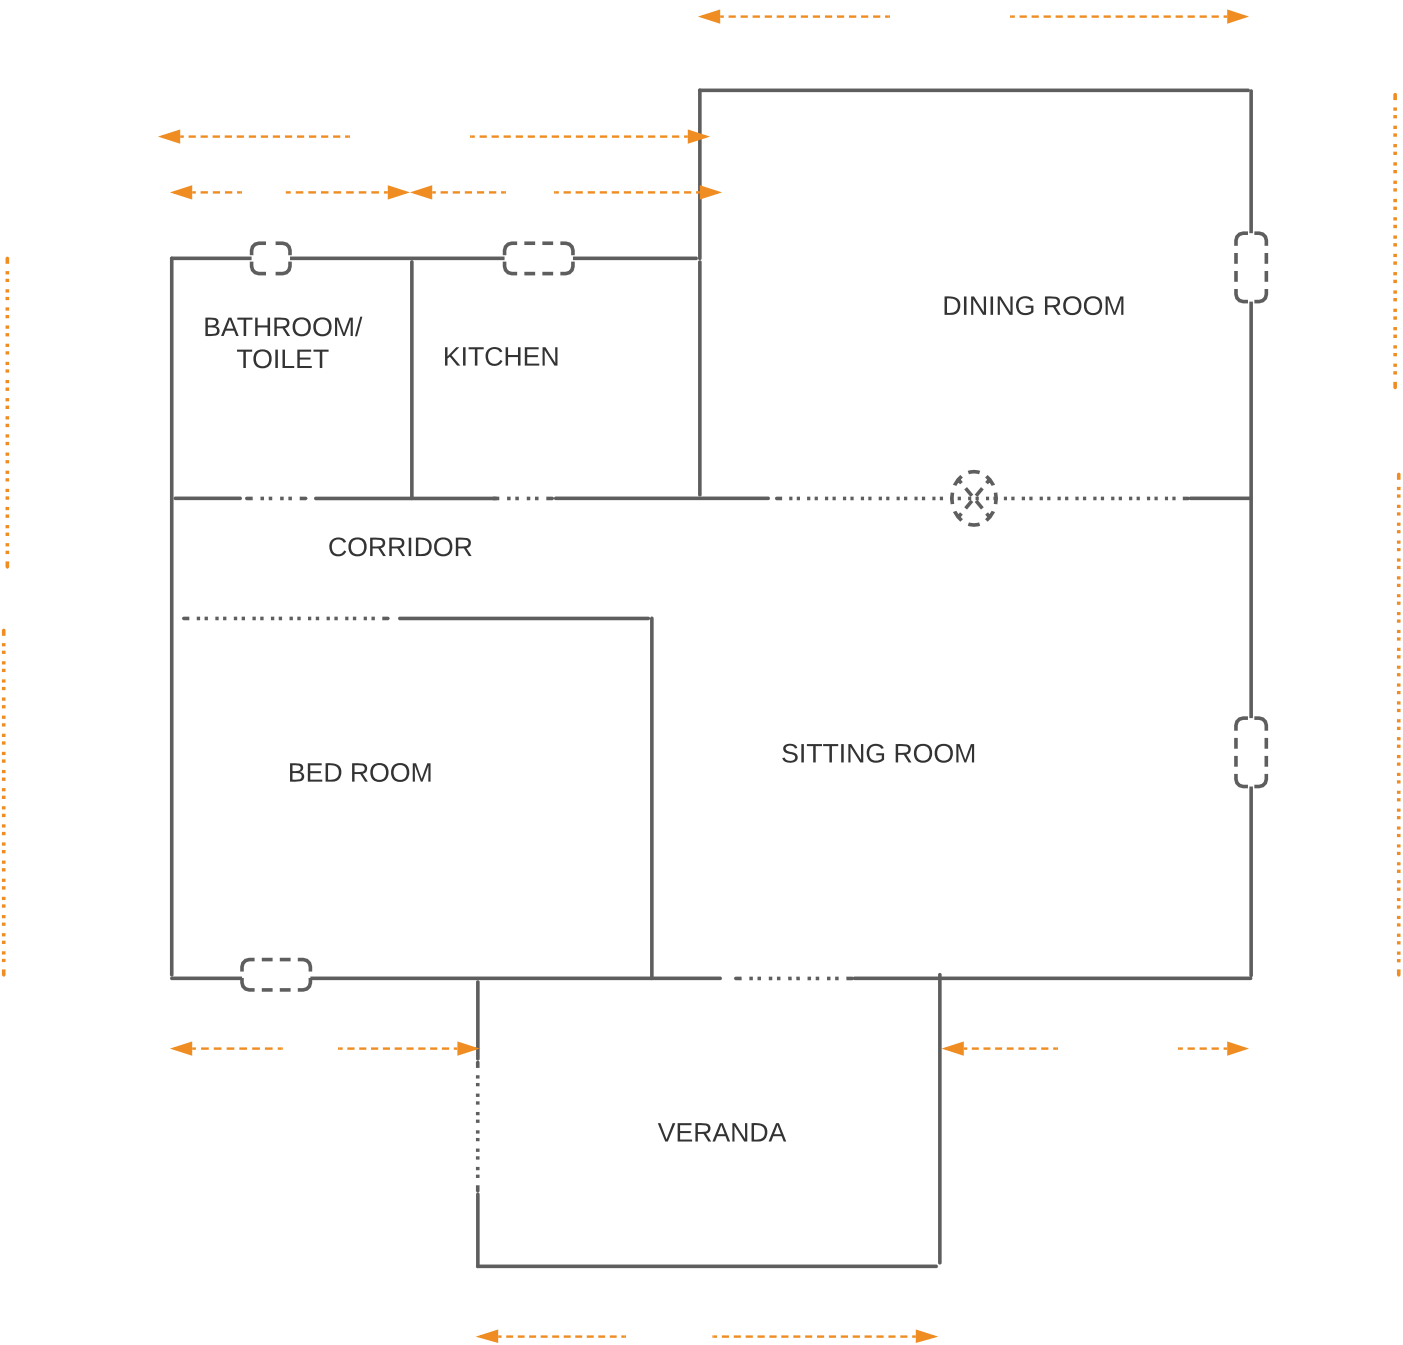 DINING ROOM
BATHROOM/
TOILET
KITCHEN
CORRIDOR
SITTING ROOM
BED ROOM
VERANDA